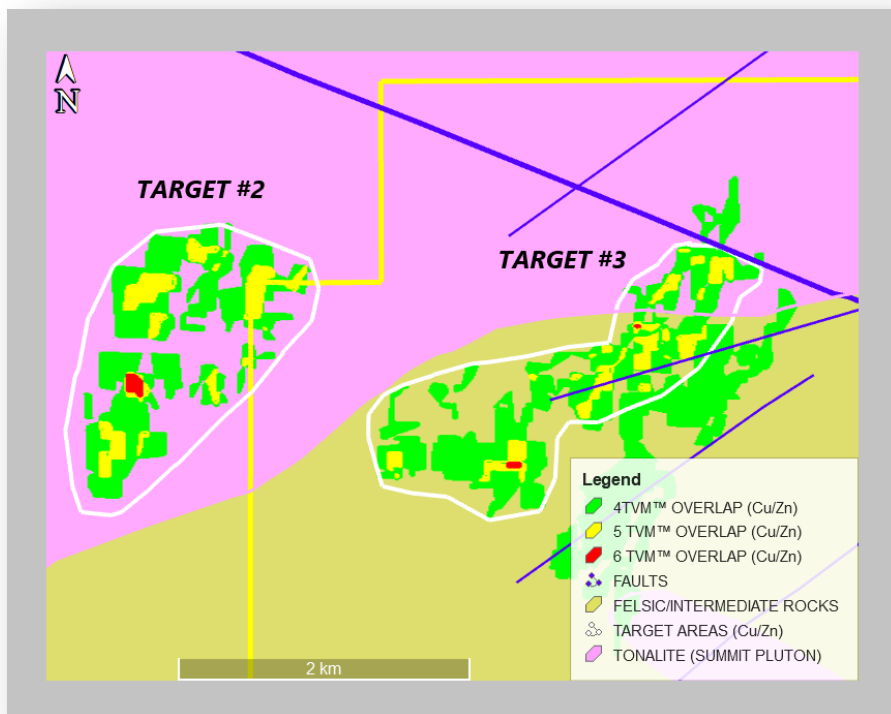 N
TARGET #2
TARGET #3
Legend
4TVM™ OVERLAP (Cu/Zn)
5 TVM™ OVERLAP (Cu/Zn)
6 TVM™ OVERLAP (Cu/Zn)
FAULTS
FELSIC/INTERMEDIATE ROCKS
TARGET AREAS (Cu/Zn)
TONALITE (SUMMIT PLUTON)
2 km